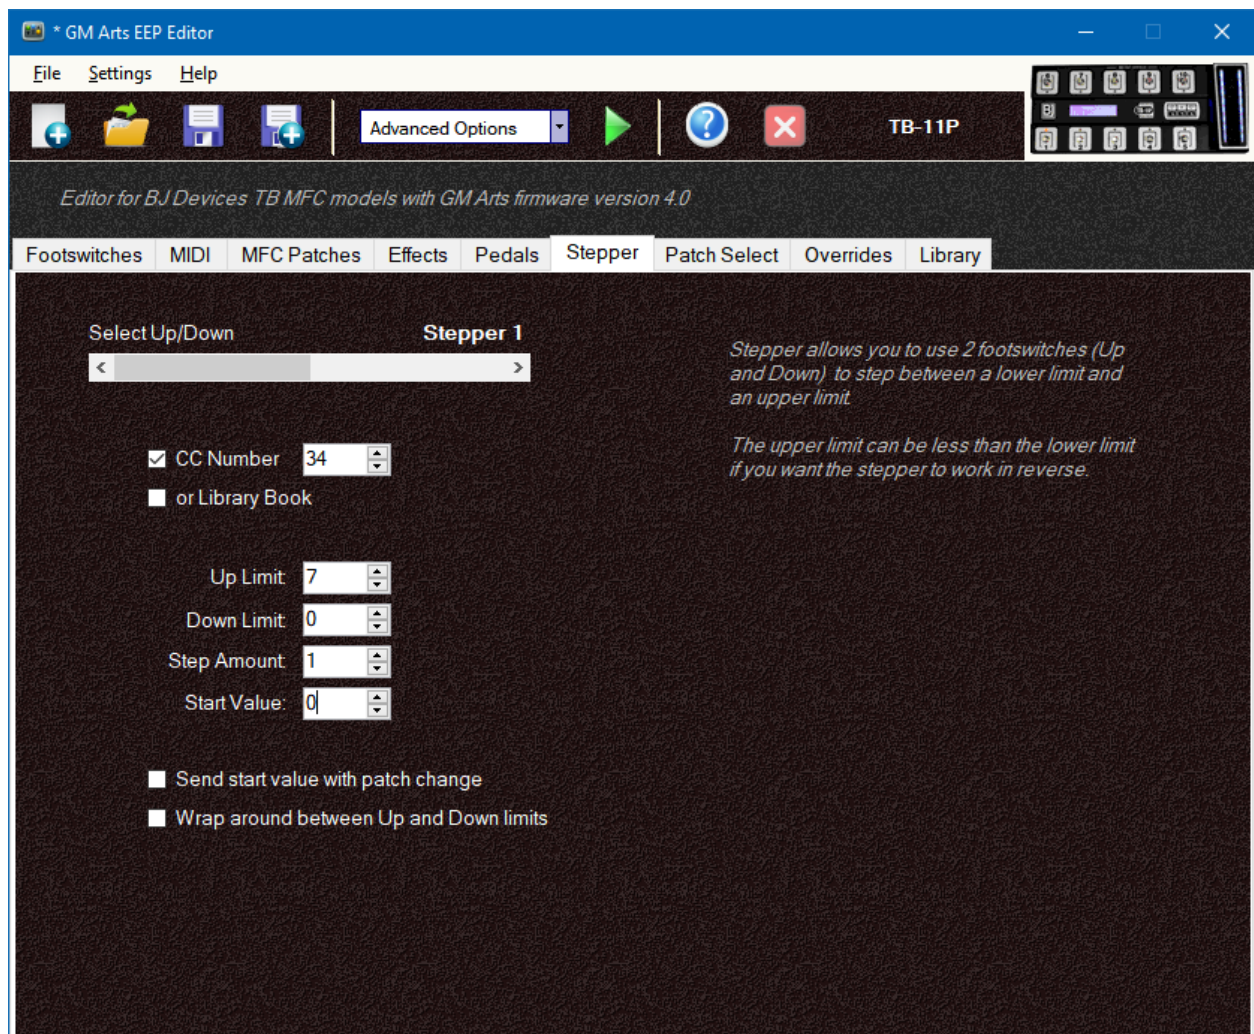 * GM Arts EEP Editor
File Settings Help
Advanced Options
TB-11P
Editor for BJ Devices TB MFC models with GM Arts firmware version 4.0
Footswitches MIDI MFC Patches Effects Pedals Stepper Patch Select Overrides Library
Select Up/Down Stepper 1
Stepper allows you to use 2 footswitches (Up
and Down) to step between a lower limit and
an upper limit.
The upper limit can be less than the lower limit
if you want the stepper to work in reverse.
CC Number 34
or Library Book
Up Limit: 7
Down Limit: 0
Step Amount: 1
Start Value: 0
Send start value with patch change
Wrap around between Up and Down limits